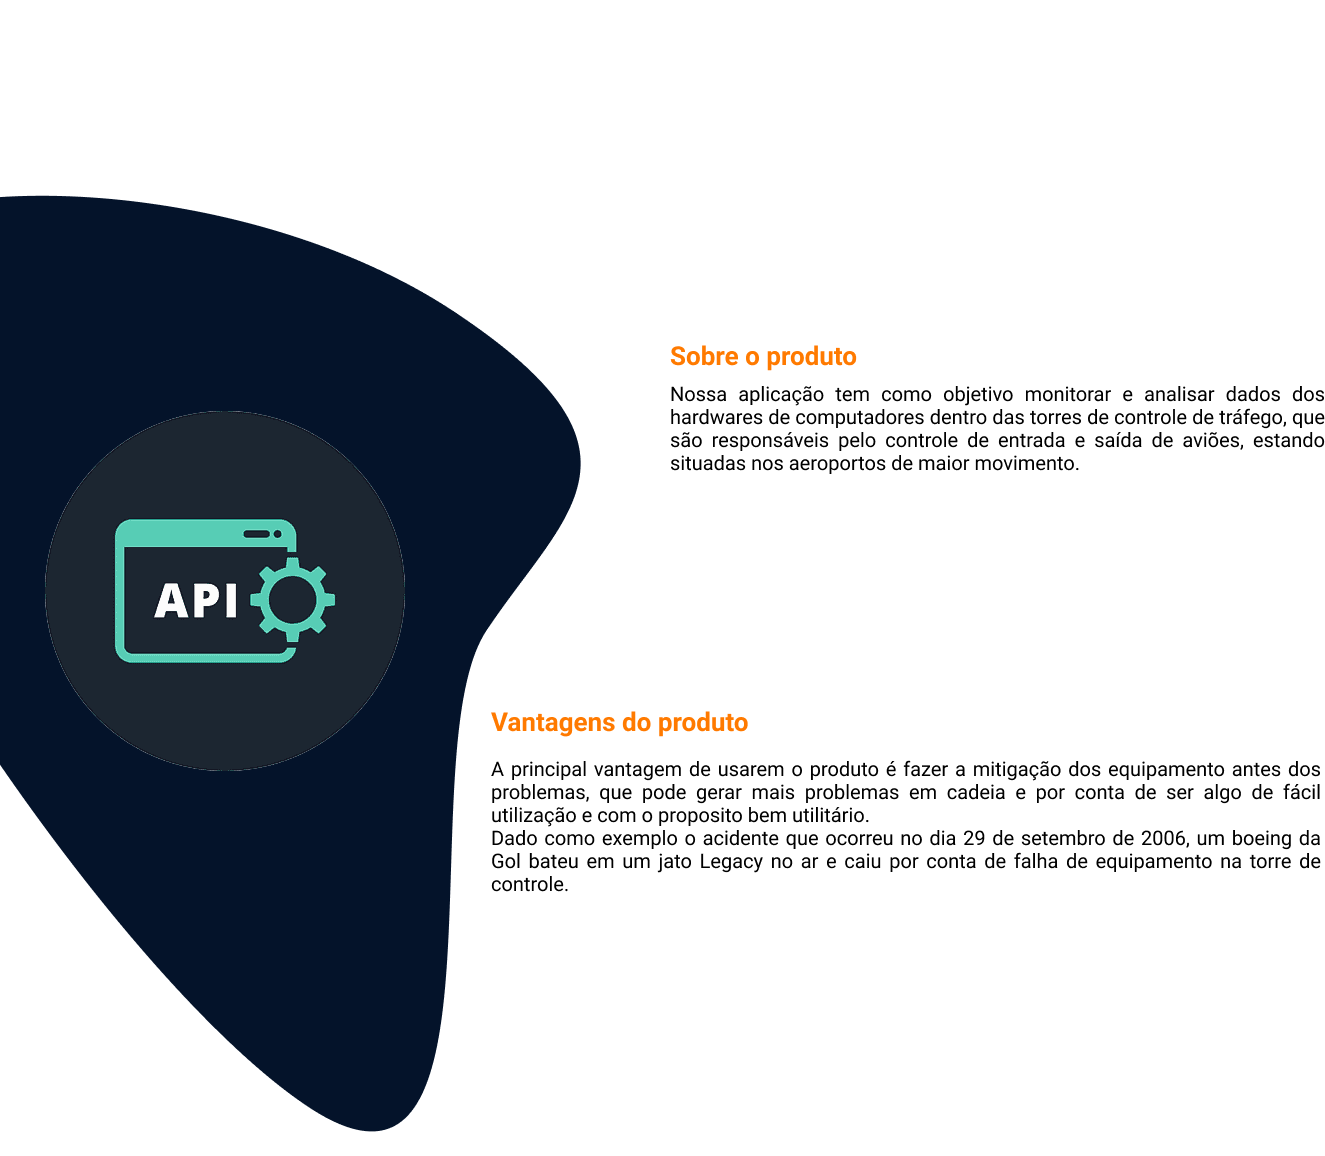 Sobre o produto
Nossa aplicação tem como objetivo monitorar e analisar dados dos
hardwares de computadores dentro das torres de controle de tráfego, que
são responsáveis pelo controle de entrada e saída de aviões, estando
situadas nos aeroportos de maior movimento.
API
Vantagens do produto
A principal vantagem de usarem o produto é fazer a mitigação dos equipamento antes dos
problemas, que pode gerar mais problemas em cadeia e por conta de ser algo de fácil
utilização e com o proposito bem utilitário.
Dado como exemplo o acidente que ocorreu no dia 29 de setembro de 2006, um boeing da
Gol bateu em um jato Legacy no ar e caiu por conta de falha de equipamento na torre de
controle.